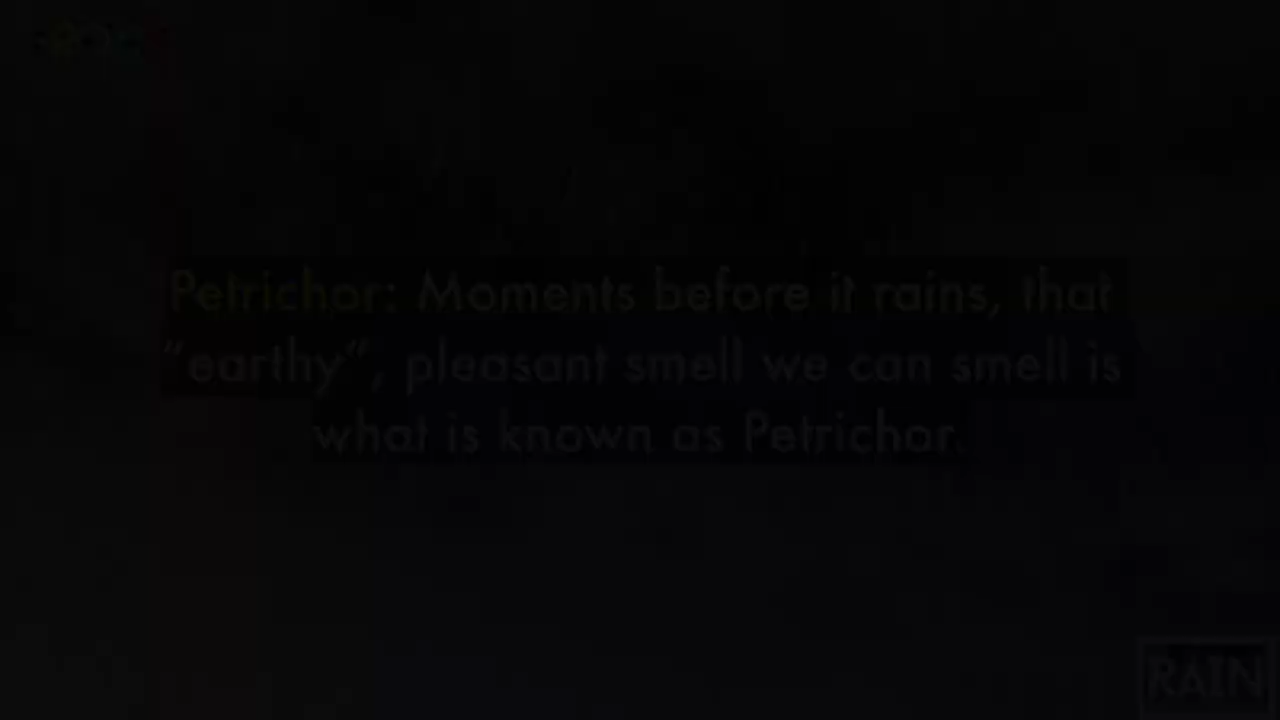 Petrichor: Moments before it rains, that
“earthy”, pleasant smell we can smell is
what is known as Petrichor.
RAIN